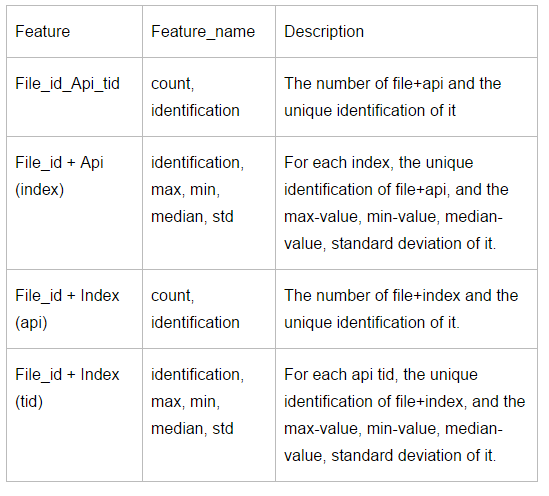 Feature Feature_name Description
File_id_Api_tid count, The number of file+api and the
identification unique identification of it
File_id + Api identification, For each index, the unique
(index) max, min, identification of file+api, and the
median, std max-value, min-value, median-
value, standard deviation of it.
File_id + Index count, The number of file+index and the
(api) identification unique identification of it.
File_id + Index identification, For each api tid, the unique
(tid) max, min, identification of file+index, and the
median, std max-value, min-value, median-
value, standard deviation of it.